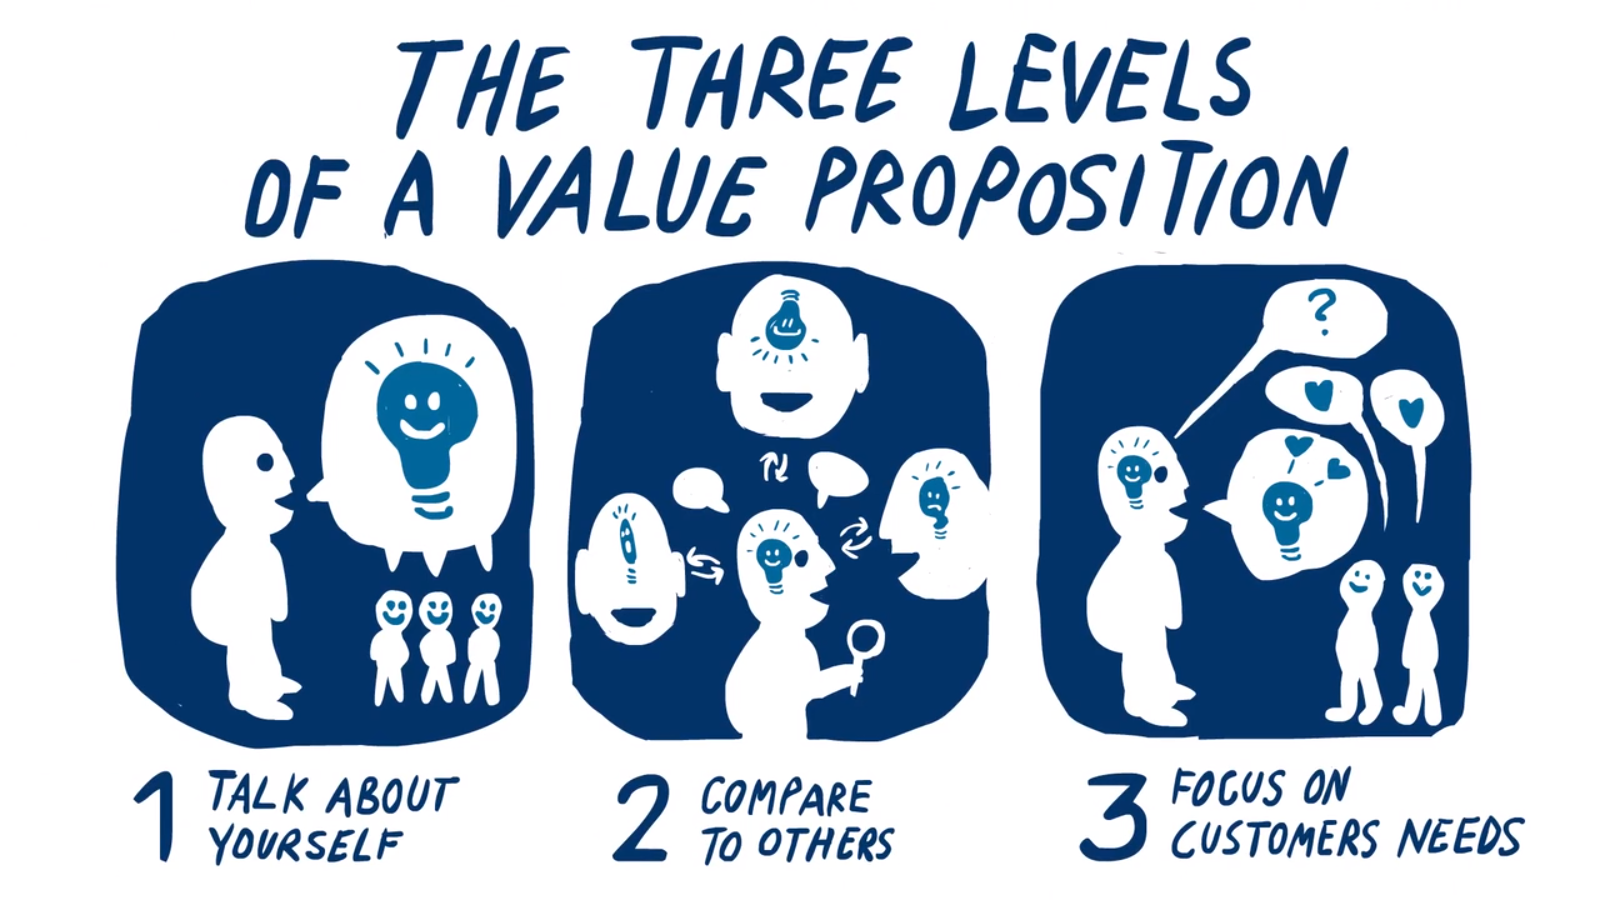 THE THREE LEVELS
OF A VALUE PROPOSITION
?
1 TALK ABOUT
YOURSELF
2 COMPARE
TO OTHERS
3 FOCUS ON
CUSTOMERS NEEDS